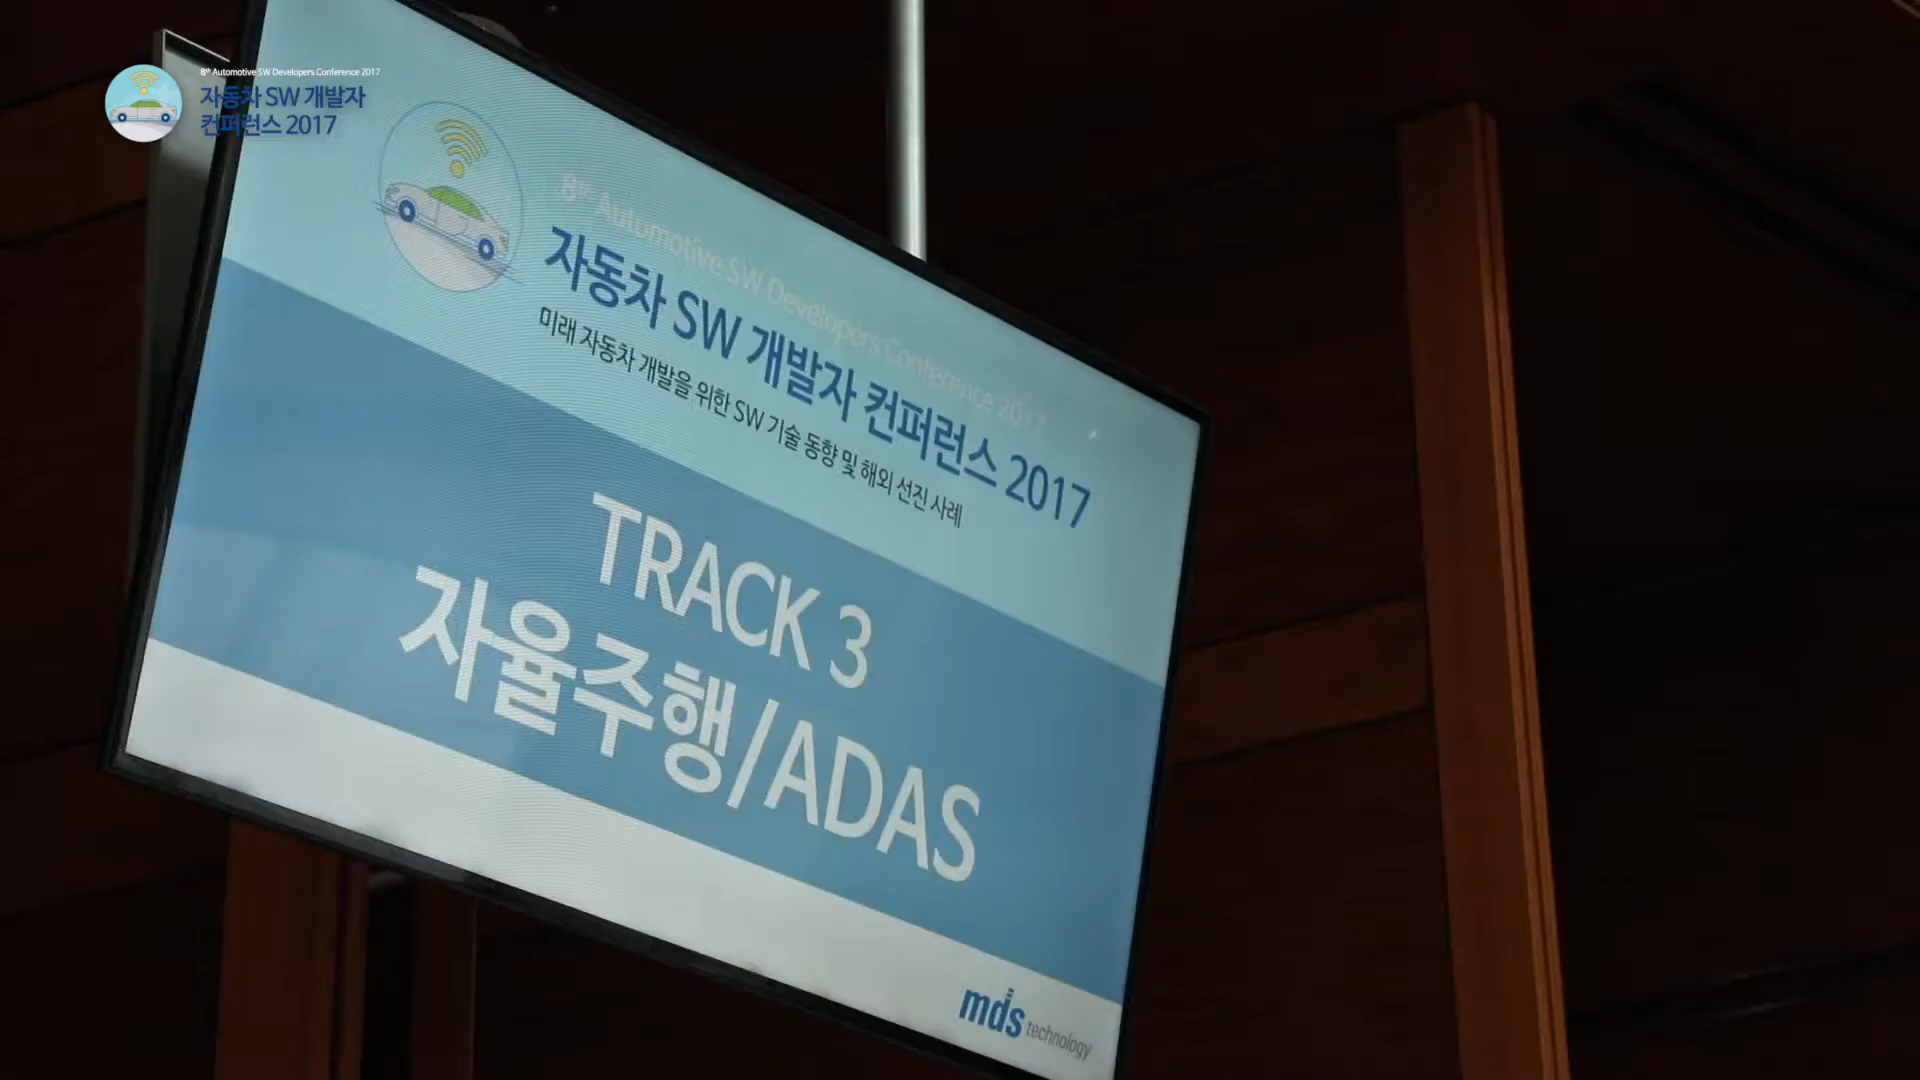 8th Automotive SW Developers Conference 2017
자동차 SW 개발자
컨퍼런스 2017
8th Automotive SW Developers Conference 2017
자동차 SW 개발자 컨퍼런스 2017
미래 자동차 개발을 위한 SW 기술 동향 및 해외 선진 사례
TRACK 3
자율주행/ADAS
mds technology